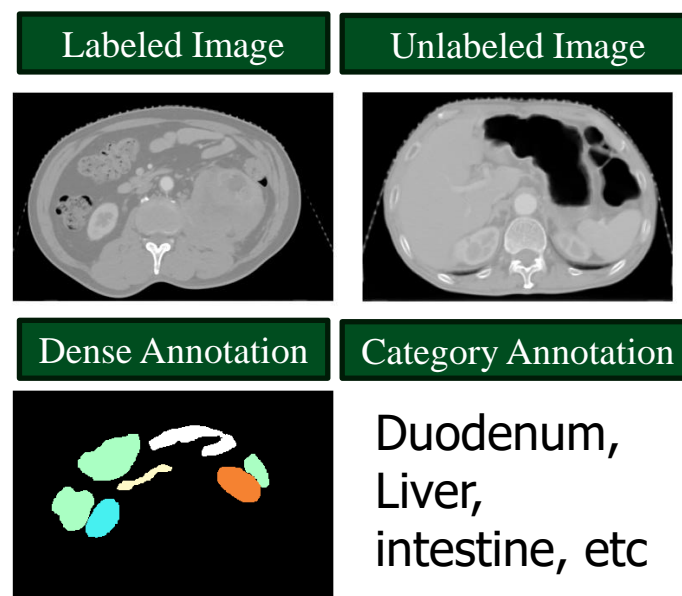 Labeled Image
Unlabeled Image
Dense Annotation
Category Annotation
Duodenum,
Liver,
intestine, etc